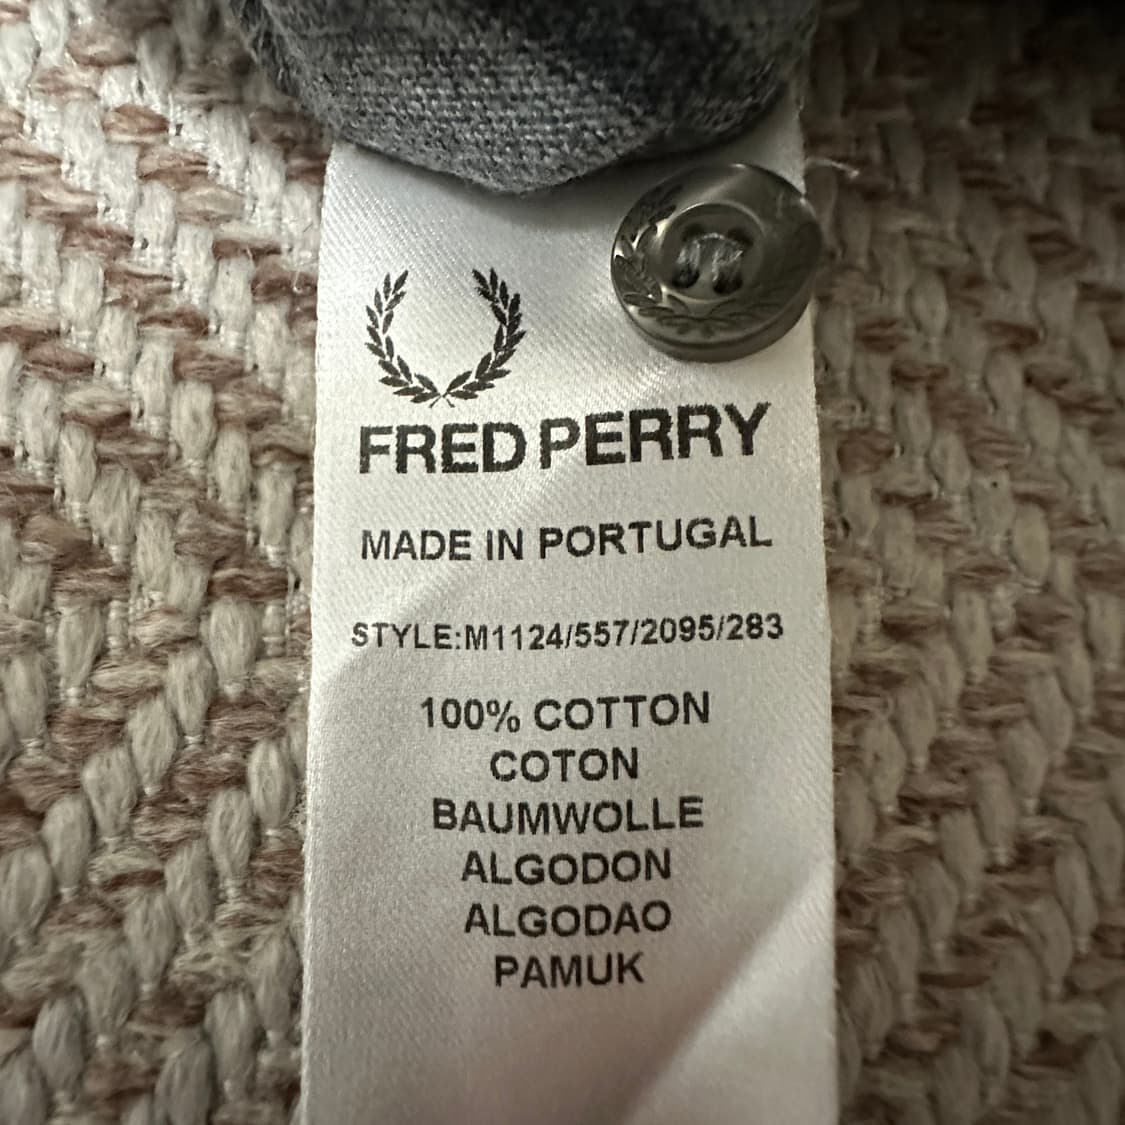 FRED PERRY
MADE IN PORTUGAL
STYLE:M1124/557/2095/283
100% COTTON
COTON
BAUMWOLLE
ALGODON
ALGODAO
PAMUK